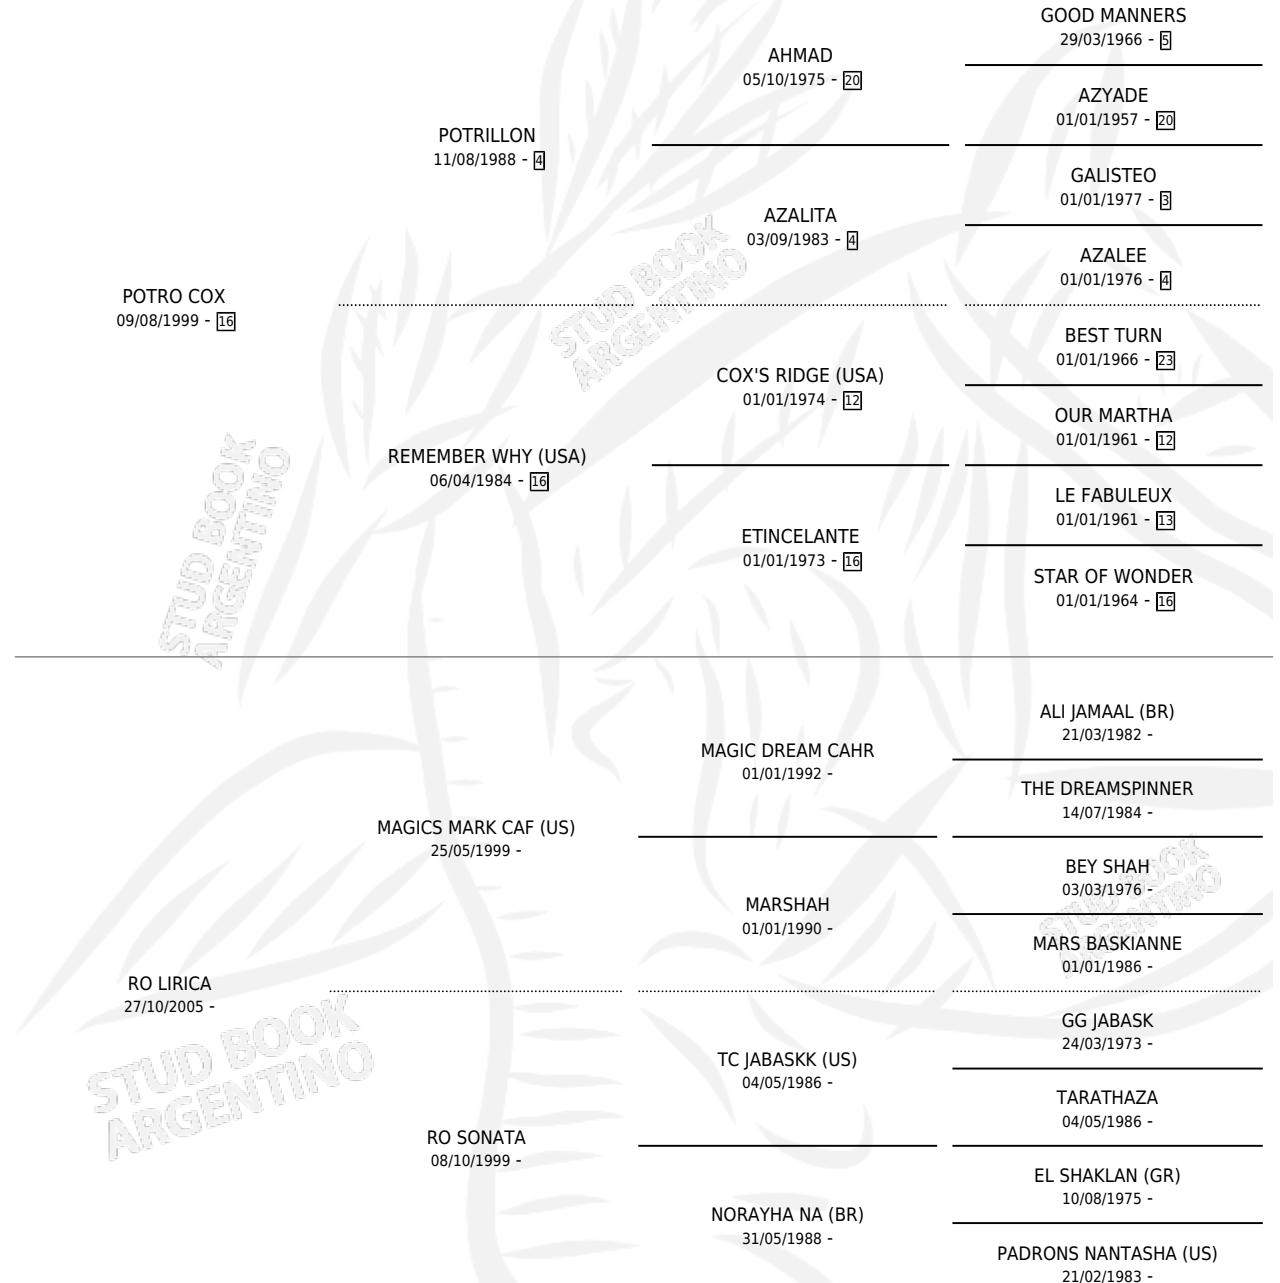 GOOD MANNERS
29/03/1966 - 5
AHMAD
05/10/1975 - 20
AZYADE
01/01/1957 - 20
POTRILLON
11/08/1988 - 4
GALISTEO
01/01/1977 - 3
AZALITA
03/09/1983 - 4
AZALEE
01/01/1976 - 4
POTRO COX
09/08/1999 - 16
BEST TURN
01/01/1966 - 23
COX'S RIDGE (USA)
01/01/1974 - 12
OUR MARTHA
01/01/1961 - 12
REMEMBER WHY (USA)
06/04/1984 - 16
LE FABULEUX
01/01/1961 - 13
ETINCELANTE
01/01/1973 - 16
STAR OF WONDER
01/01/1964 - 16
STUD BOOK
ARGENTINO
STUD BOOK
ARGENTINO
ALI JAMAAL (BR)
21/03/1982 -
MAGIC DREAM CAHR
01/01/1992 -
THE DREAMSPINNER
14/07/1984 -
MAGICS MARK CAF (US)
25/05/1999 -
BEY SHAH
03/03/1976 -
MARSHAH
01/01/1990 -
MARS BASKIANNE
01/01/1986 -
RO LIRICA
27/10/2005 -
GG JABASK
24/03/1973 -
TC JABASKK (US)
04/05/1986 -
TARATHAZA
04/05/1986 -
RO SONATA
08/10/1999 -
EL SHAKLAN (GR)
10/08/1975 -
NORAYHA NA (BR)
31/05/1988 -
PADRONS NANTASHA (US)
21/02/1983 -
STUD BOOK
ARGENTINO
STUD BOOK
ARGENTINO